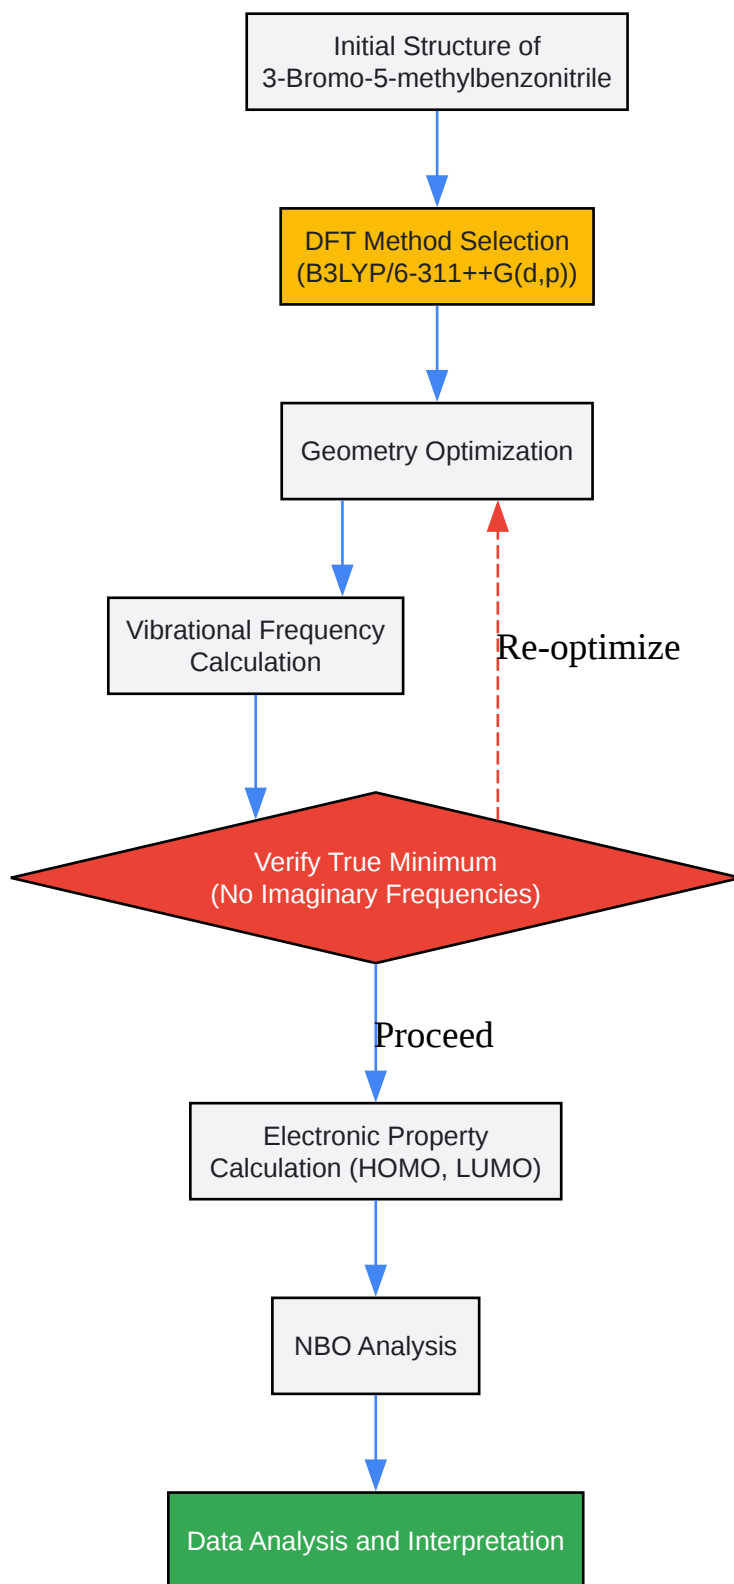 Initial Structure of
3-Bromo-5-methylbenzonitrile
DFT Method Selection
(B3LYP/6-311++G(d,p))
Geometry Optimization
Vibrational Frequency
Calculation
Re-optimize
Verify True Minimum
(No Imaginary Frequencies)
Proceed
Electronic Property
Calculation (HOMO, LUMO)
NBO Analysis
Data Analysis and Interpretation